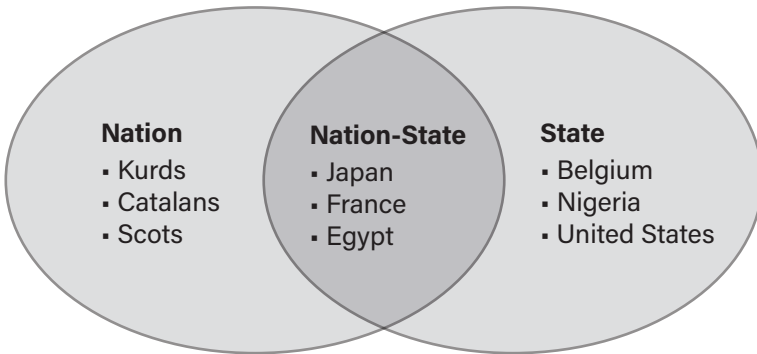 Nation
▪ Kurds
▪ Catalans
▪ Scots
Nation-State
▪ Japan
▪ France
▪ Egypt
State
▪ Belgium
▪ Nigeria
▪ United States